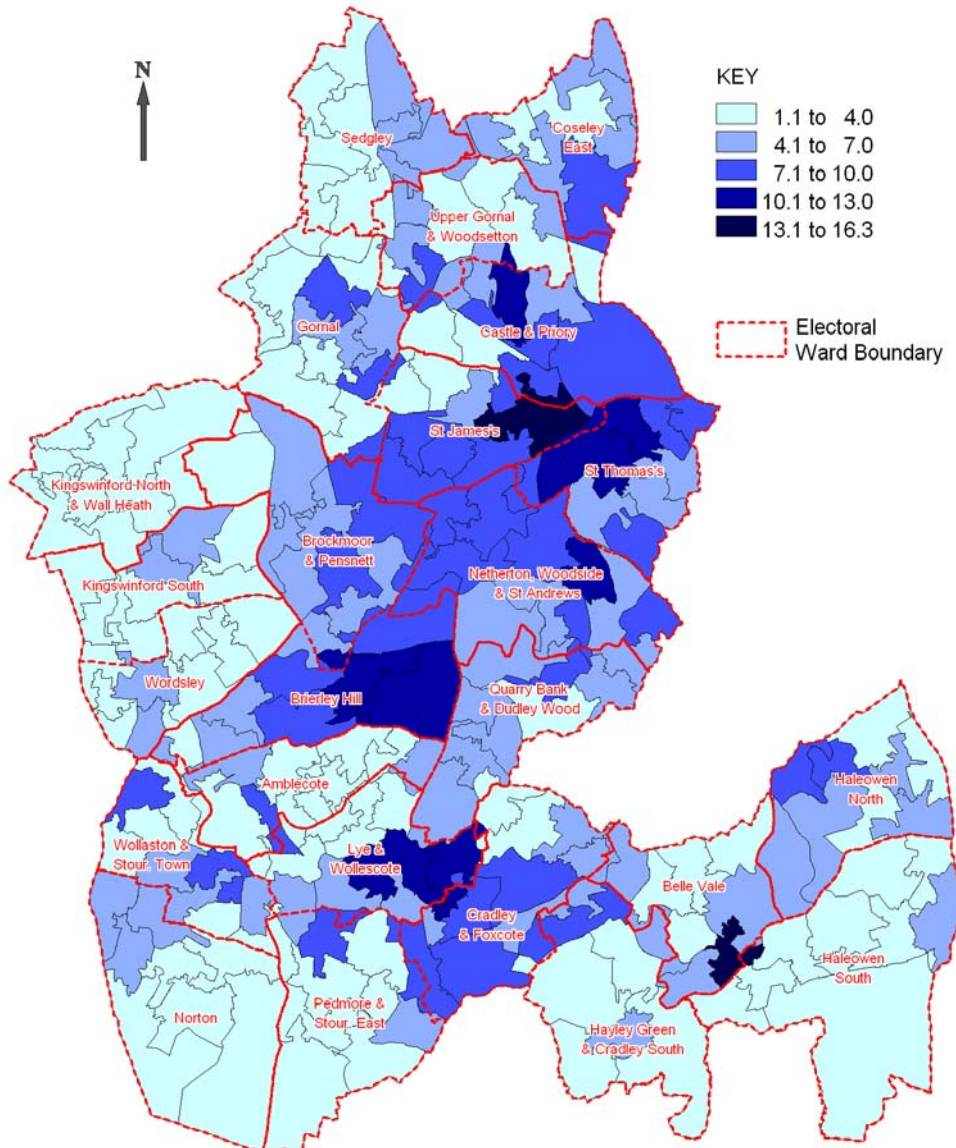 N
KEY
1.1 to 4.0
4.1 to 7.0
7.1 to 10.0
10.1 to 13.0
13.1 to 16.3
Electoral
Ward Boundary
Sedgley
Coseley
East
Upper Gornal
& Woodsetton
Gornal
Castle & Priory
St James's
St Thomas's
Kingswinford North
& Wall Heath
Brockmoor
& Pensnett
Netherton, Woodside
& St Andrews
Kingswinford South
Wordsley
Brierley Hill
Quarry Bank
& Dudley Wood
Amblecote
Halesowen
North
Wollaston &
Stour. Town
Lye &
Wollescote
Belle Vale
Cradley
& Foxcote
Halesowen
South
Norton
Pedmore &
Stour. East
Hayley Green
& Cradley South